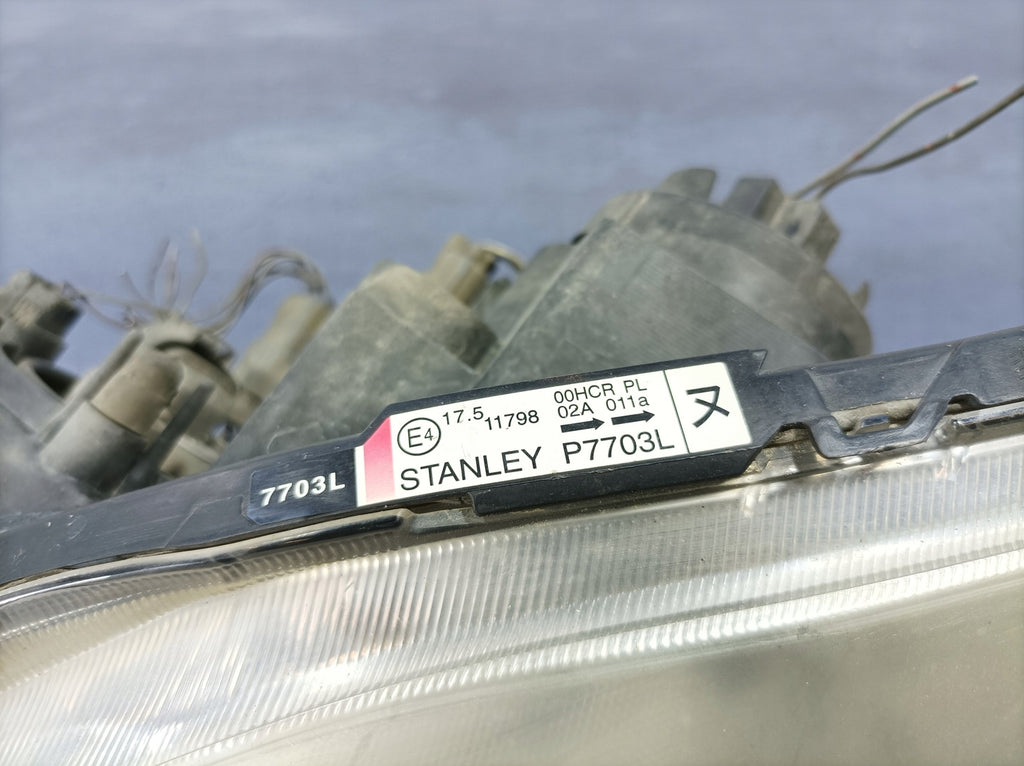 E4 17.5 11798 00HCR PL
02A 011a
STANLEY P7703L
ヌ
7703L